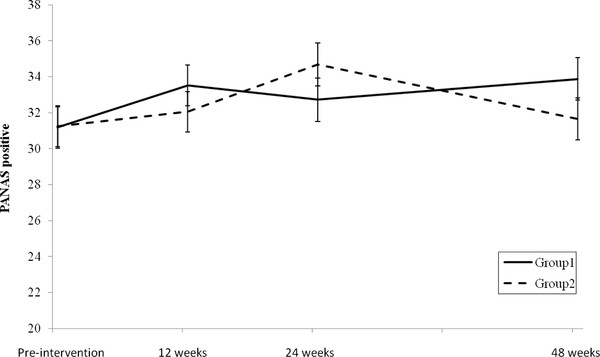 38
36
34
32
30
28
26
24
22
20
PANAS positive
Group1
Group2
Pre-intervention 12 weeks 24 weeks 48 weeks